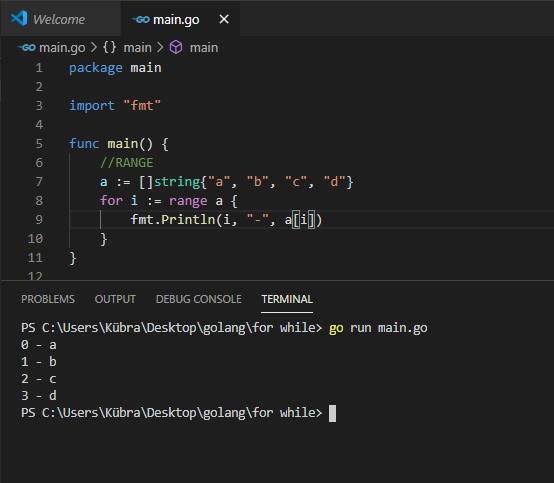 Welcome
main.go
main.go > {} main > main
1 package main
2
3 import "fmt"
4
5 func main() {
6 //RANGE
7 a := []string{"a", "b", "c", "d"}
8 for i := range a {
9 fmt.Println(i, "-", a[i])
10 }
11 }
12
PROBLEMS OUTPUT DEBUG CONSOLE TERMINAL
PS C:\Users\Kübra\Desktop\golang\for while> go run main.go
0 - a
1 - b
2 - c
3 - d
PS C:\Users\Kübra\Desktop\golang\for while>